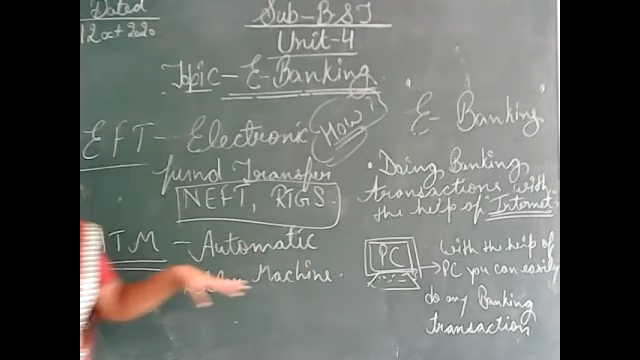 Dated
12 Oct 2020
Sub-BST
Unit-4
Topic - E-Banking
EFT - Electronic
Fund Transfer
HOW?
NEFT, RTGS
ATM - Automatic
Machine.
E-Banking
• Doing Banking
transactions with
the help of "Internet"
PC
→ with the help of
PC you can easily
do any Banking
Transaction